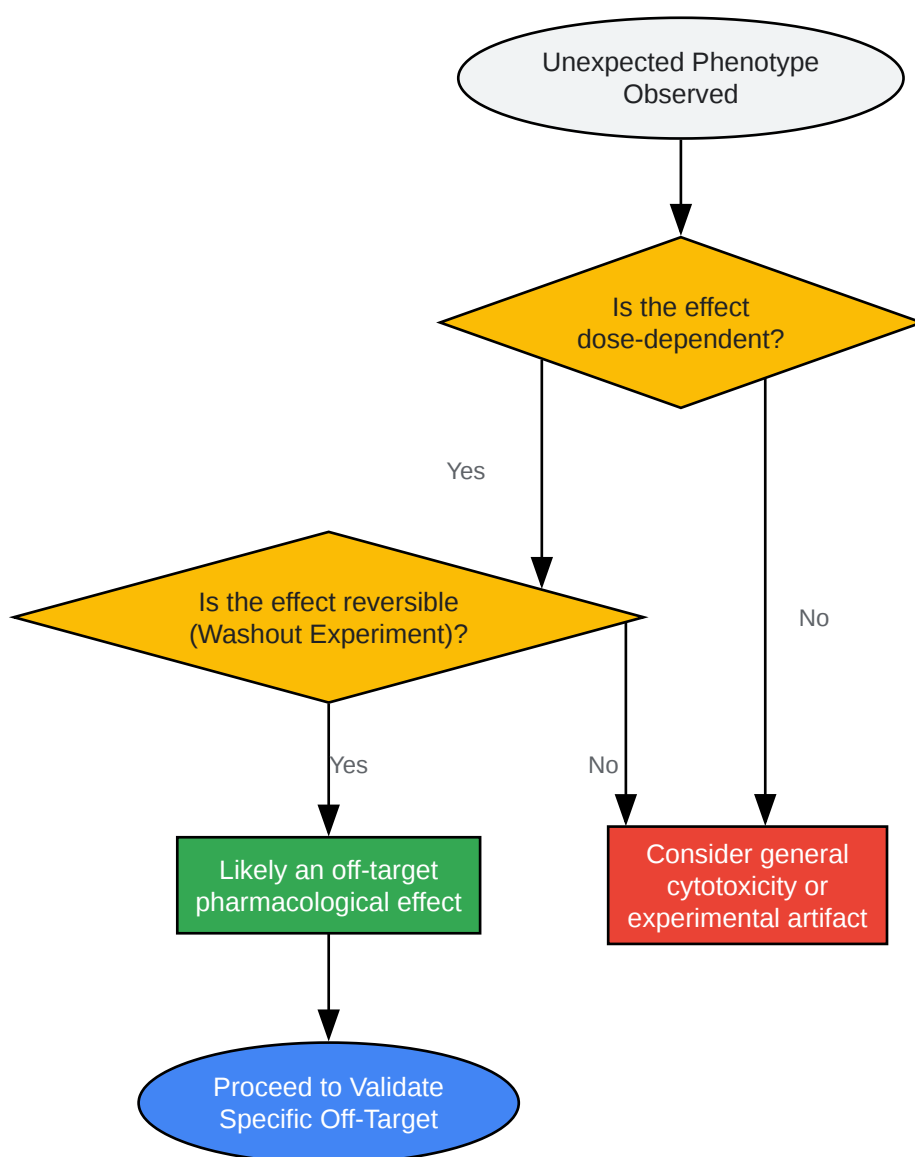 Unexpected Phenotype
Observed
Is the effect
dose-dependent?
Yes
Is the effect reversible
(Washout Experiment)?
No
Yes
No
Likely an off-target
pharmacological effect
Consider general
cytotoxicity or
experimental artifact
Proceed to Validate
Specific Off-Target